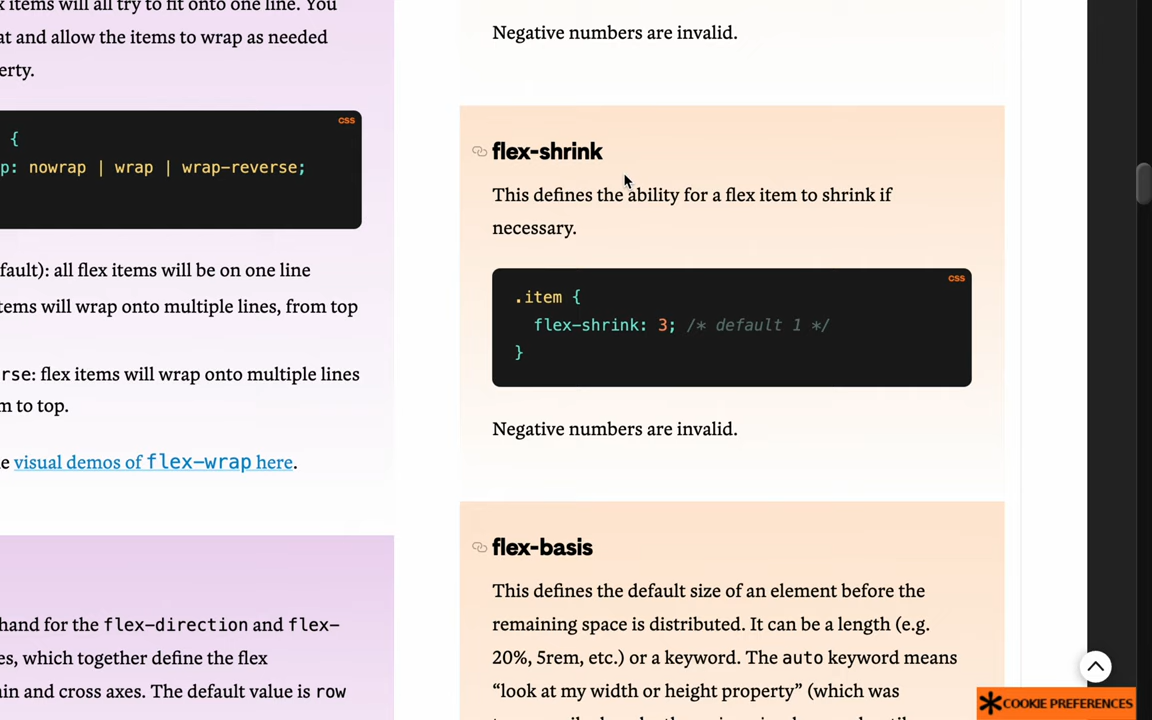 x items will all try to fit onto one line. You
at and allow the items to wrap as needed
erty.
css
{
p: nowrap | wrap | wrap-reverse;
fault): all flex items will be on one line
tems will wrap onto multiple lines, from top
rse: flex items will wrap onto multiple lines
m to top.
e visual demos of flex-wrap here.
hand for the flex-direction and flex-
es, which together define the flex
in and cross axes. The default value is row
Negative numbers are invalid.
flex-shrink
This defines the ability for a flex item to shrink if
necessary.
css
.item {
flex-shrink: 3; /* default 1 */
}
Negative numbers are invalid.
flex-basis
This defines the default size of an element before the
remaining space is distributed. It can be a length (e.g.
20%, 5rem, etc.) or a keyword. The auto keyword means
“look at my width or height property” (which was
COOKIE PREFERENCES